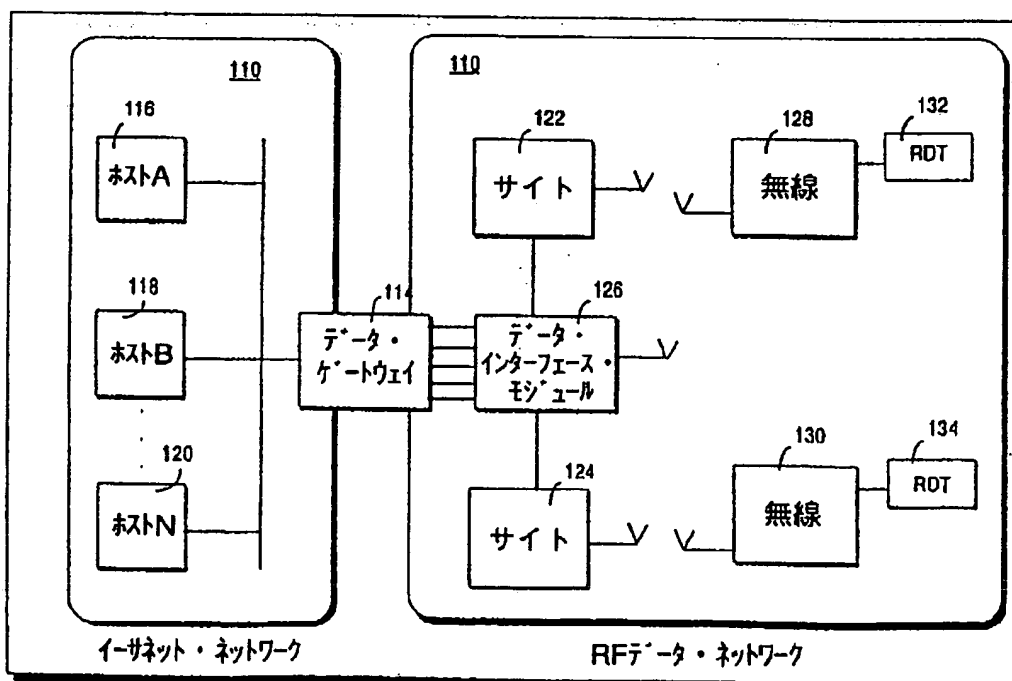 110
116
ホストA
118
ホストB
120
ホストN
イーサネット・ネットワーク
114
データ・
ゲートウェイ
110
122
サイト
128
無線
132
RDT
126
データ・
インターフェース・
モジュール
124
サイト
130
無線
134
RDT
RFデータ・ネットワーク